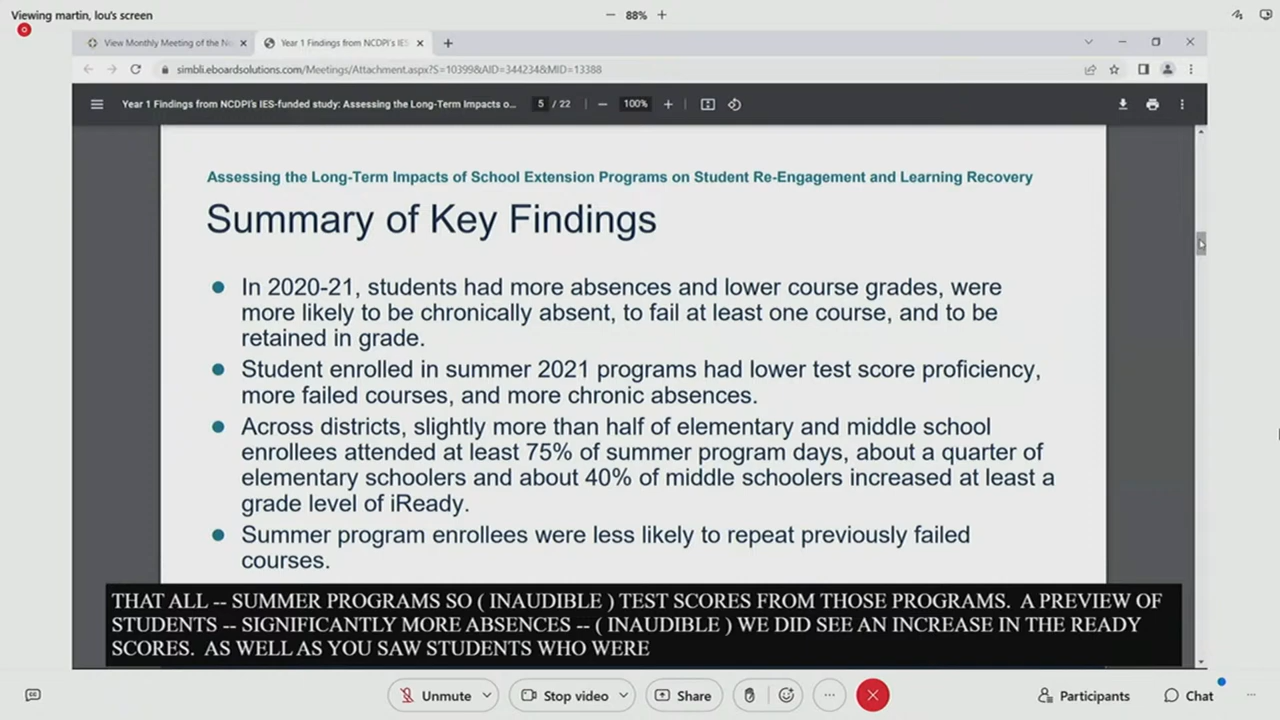 Viewing martin, lou's screen
88%
View Monthly Meeting of the
Year 1 Findings from NCDPI's IES
simbli.eboardsolutions.com/Meetings/Attachment.aspx?S=10399&AID=344234&MID=13388
Year 1 Findings from NCDPI's IES-funded study: Assessing the Long-Term Impacts o...
5 / 22
100%
Assessing the Long-Term Impacts of School Extension Programs on Student Re-Engagement and Learning Recovery
Summary of Key Findings
In 2020-21, students had more absences and lower course grades, were
more likely to be chronically absent, to fail at least one course, and to be
retained in grade.
Student enrolled in summer 2021 programs had lower test score proficiency,
more failed courses, and more chronic absences.
Across districts, slightly more than half of elementary and middle school
enrollees attended at least 75% of summer program days, about a quarter of
elementary schoolers and about 40% of middle schoolers increased at least a
grade level of iReady.
Summer program enrollees were less likely to repeat previously failed
courses.
THAT ALL -- SUMMER PROGRAMS SO ( INAUDIBLE ) TEST SCORES FROM THOSE PROGRAMS. A PREVIEW OF
STUDENTS -- SIGNIFICANTLY MORE ABSENCES -- ( INAUDIBLE ) WE DID SEE AN INCREASE IN THE READY
SCORES. AS WELL AS YOU SAW STUDENTS WHO WERE
Unmute
Stop video
Share
Participants
Chat